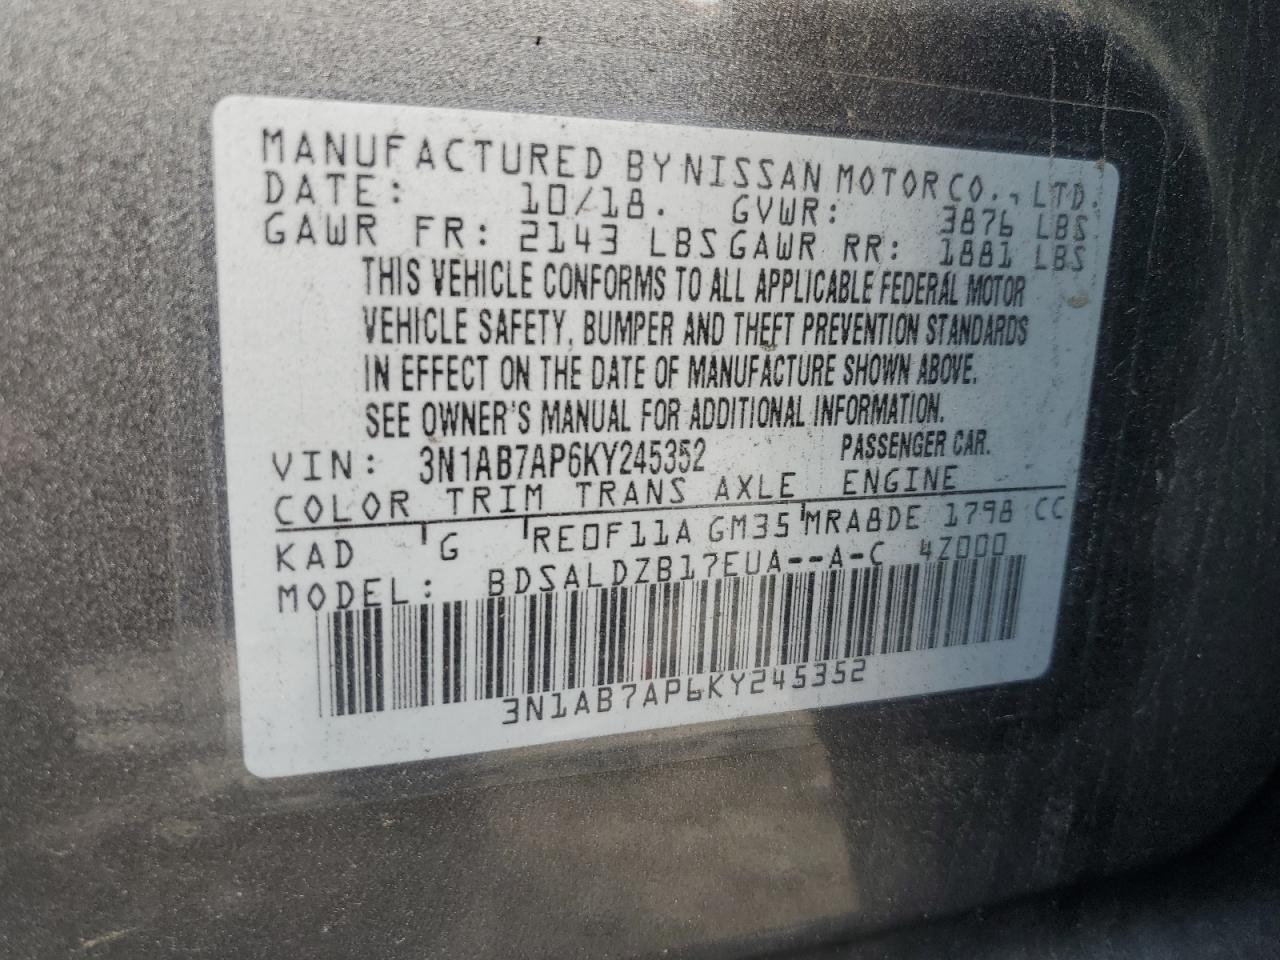 MANUFACTURED BY NISSAN MOTOR CO., LTD.
DATE: 10/18. GVWR: 3876 LBS
GAWR FR: 2143 LBS GAWR RR: 1881 LBS
THIS VEHICLE CONFORMS TO ALL APPLICABLE FEDERAL MOTOR
VEHICLE SAFETY, BUMPER AND THEFT PREVENTION STANDARDS
IN EFFECT ON THE DATE OF MANUFACTURE SHOWN ABOVE.
SEE OWNER'S MANUAL FOR ADDITIONAL INFORMATION.
VIN: 3N1AB7AP6KY245352 PASSENGER CAR.
COLOR TRIM TRANS AXLE ENGINE
KAD G RE0F11A GM35 MRA8DE 1798 CC
MODEL: BDSALDZB17EUA--A-C 4Z000
3N1AB7AP6KY245352